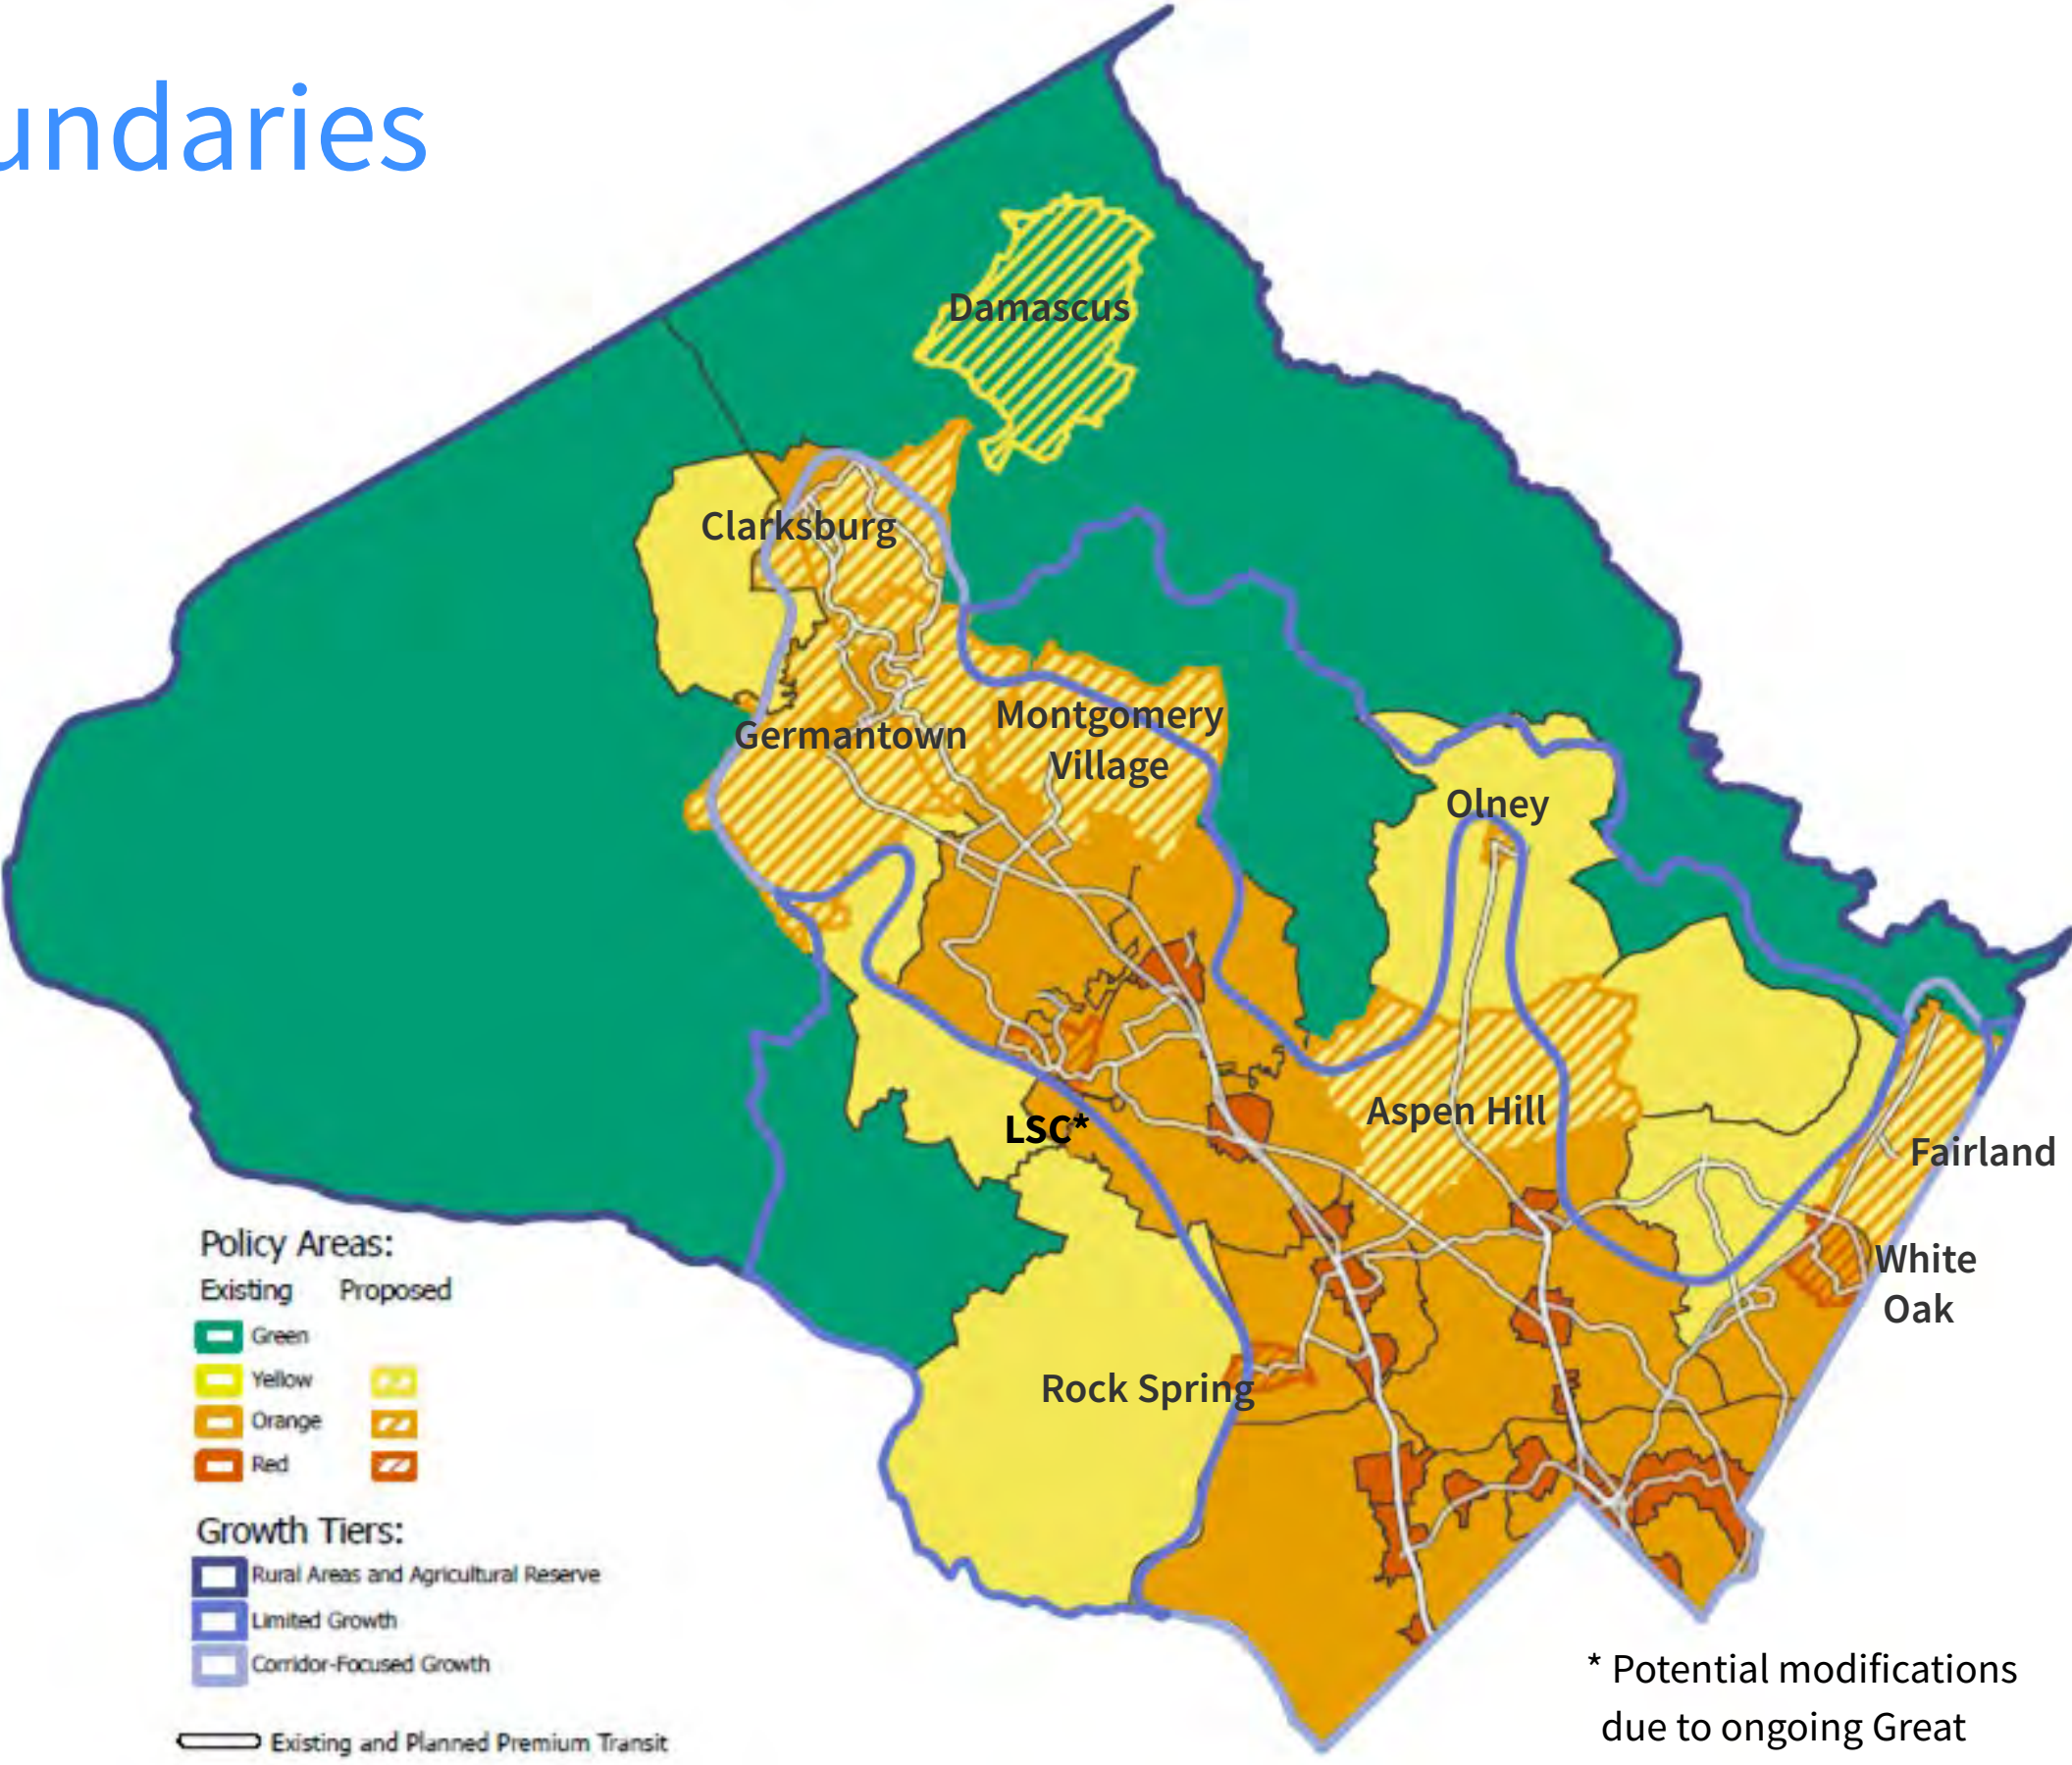 undaries
Damascus
Clarksburg
Germantown
Montgomery
Village
Olney
Aspen Hill
LSC*
Fairland
White
Oak
Rock Spring
Policy Areas:
Existing Proposed
Green
Yellow
Orange
Red
Growth Tiers:
Rural Areas and Agricultural Reserve
Limited Growth
Corridor-Focused Growth
Existing and Planned Premium Transit
* Potential modifications
due to ongoing Great